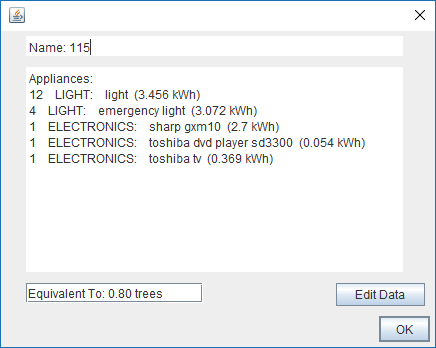 Name: 115
Appliances:
12 LIGHT: light (3.456 kWh)
4 LIGHT: emergency light (3.072 kWh)
1 ELECTRONICS: sharp gxm10 (2.7 kWh)
1 ELECTRONICS: toshiba dvd player sd3300 (0.054 kWh)
1 ELECTRONICS: toshiba tv (0.369 kWh)
Equivalent To: 0.80 trees
Edit Data
OK